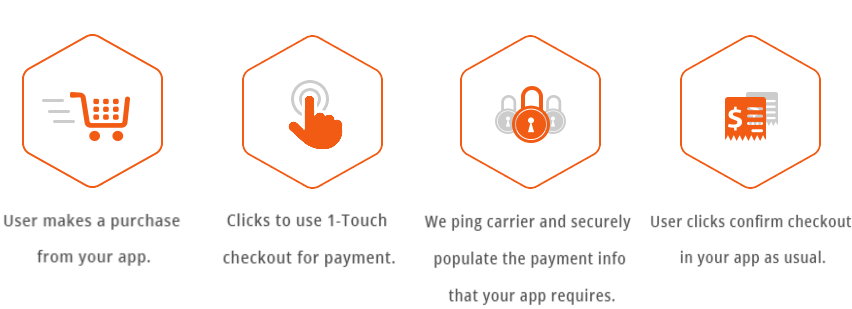 User makes a purchase
from your app.
Clicks to use 1-Touch
checkout for payment.
We ping carrier and securely
populate the payment info
that your app requires.
$
User clicks confirm checkout
in your app as usual.